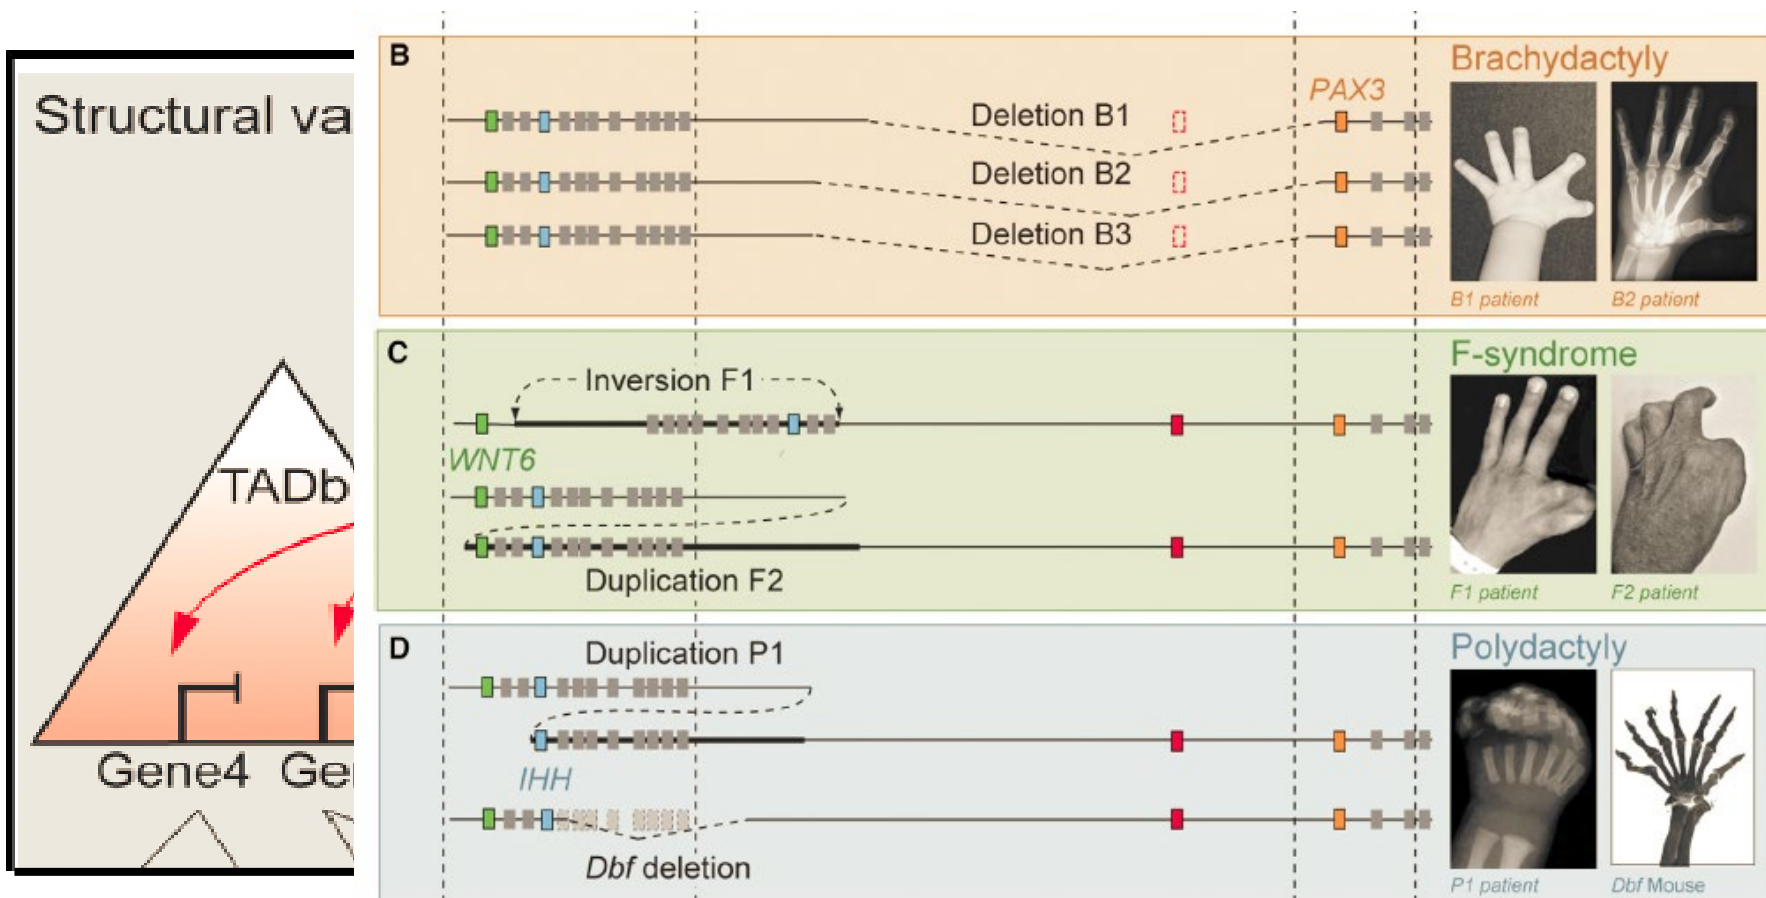 Structural va
TADb
Gene4 Ge
B
Deletion B1
Deletion B2
Deletion B3
PAX3
Brachydactyly
B1 patient
B2 patient
C
Inversion F1
WNT6
Duplication F2
F-syndrome
F1 patient
F2 patient
D
Duplication P1
IHH
Dbf deletion
Polydactyly
P1 patient
Dbf Mouse